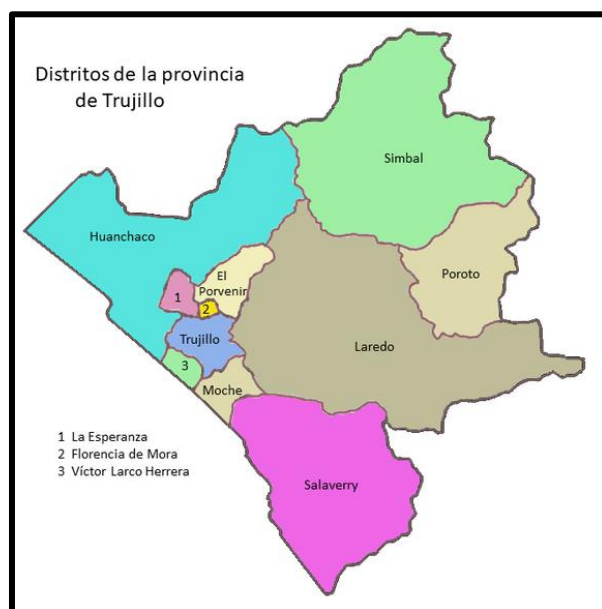 Distritos de la provincia
de Trujillo
Simbal
Huanchaco
Poroto
El
Porvenir
1
2
Trujillo
Laredo
3
Moche
1 La Esperanza
2 Florencia de Mora
3 Víctor Larco Herrera
Salaverry